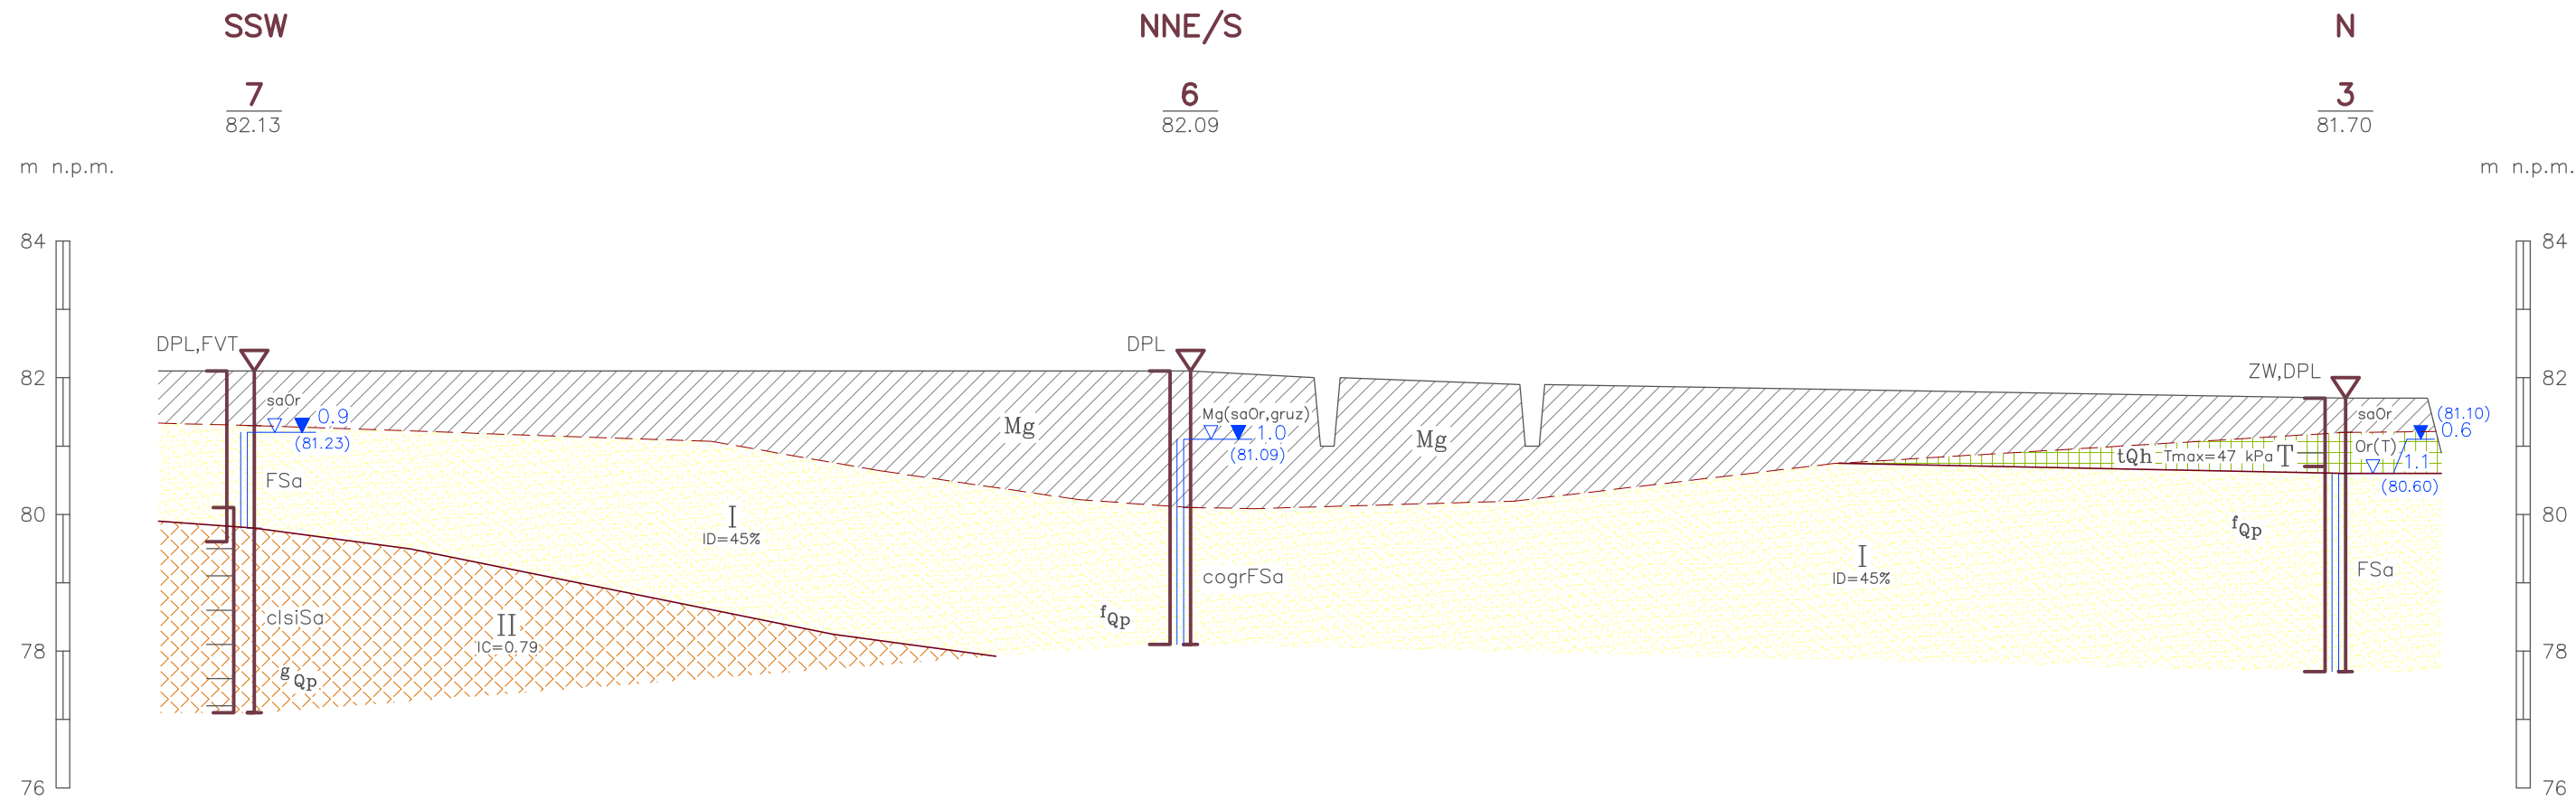 SSW NNE/S N
7 6 3
82.13 82.09 81.70
m n.p.m. m n.p.m.
84 84
DPL,FVT DPL ZW,DPL
82 82
saOr Mg(saOr,gruz) saOr (81.10)
0.9 1.0 0.6
(81.23) (81.09)
Mg Mg
Or(T)
tQh Tmax=47 kPa T 1.1
(80.60)
FSa
80 80
I fQp
ID=45%
I FSa
cogrFSa ID=45%
clsiSa II fQp
IC=0.79
78 78
gQp
76 76